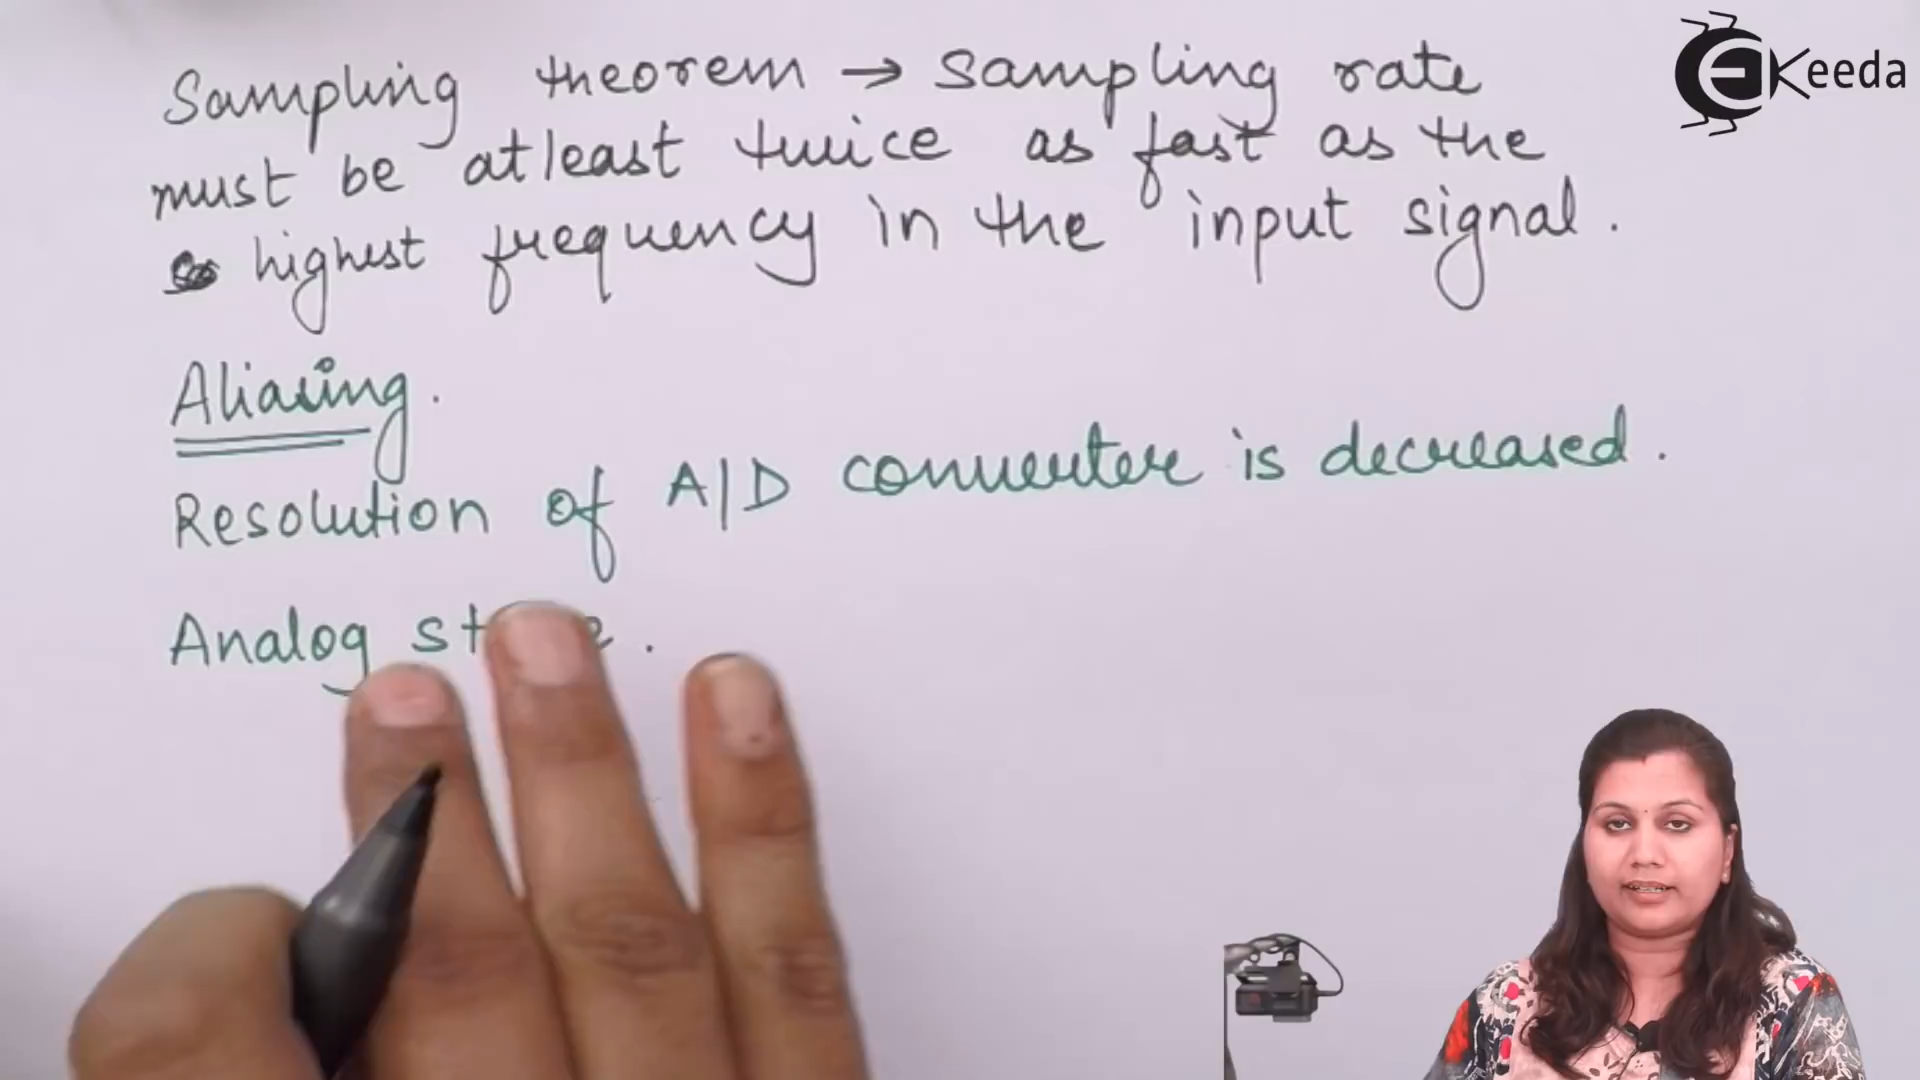 Sampling theorem → Sampling rate
must be atleast twice as fast as the
highest frequency in the input signal.
Aliasing.
Resolution of A/D converter is decreased.
Analog
EKeeda